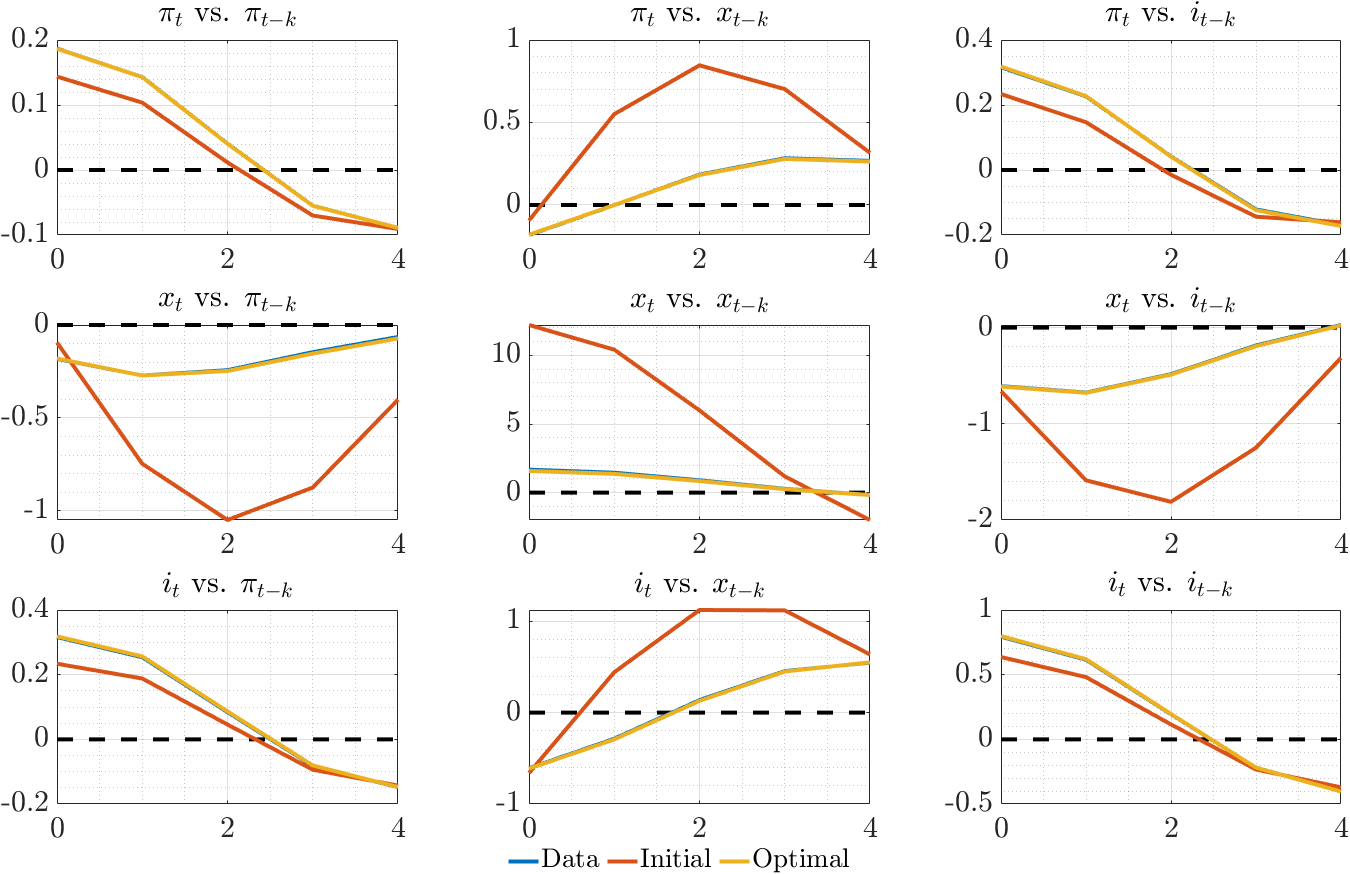 π_t vs. π_{t−k}
π_t vs. x_{t−k}
π_t vs. i_{t−k}
0.2
0.1
0
-0.1
0 2 4
1
0.5
0
0 2 4
0.4
0.2
0
-0.2
0 2 4
x_t vs. π_{t−k}
x_t vs. x_{t−k}
x_t vs. i_{t−k}
0
-0.5
-1
0 2 4
10
5
0
0 2 4
0
-1
-2
0 2 4
i_t vs. π_{t−k}
i_t vs. x_{t−k}
i_t vs. i_{t−k}
0.4
0.2
0
-0.2
0 2 4
1
0
-1
0 2 4
1
0.5
0
-0.5
0 2 4
Data Initial Optimal